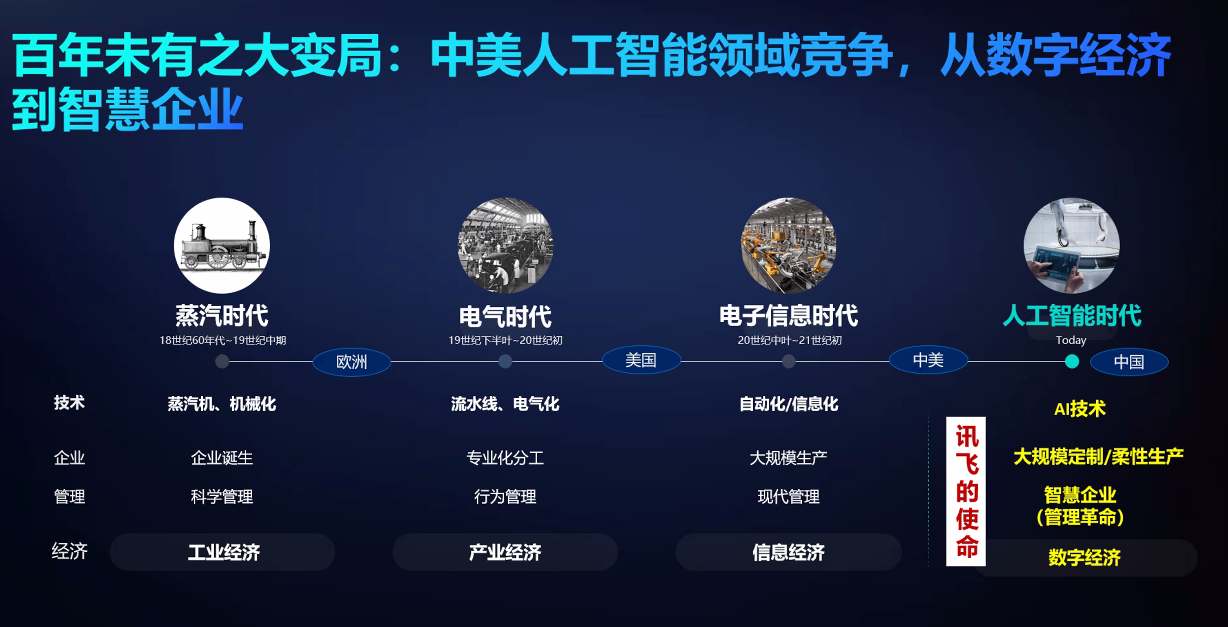 百年未有之大变局：中美人工智能领域竞争，从数字经济
到智慧企业
蒸汽时代
18世纪60年代~19世纪中期
电气时代
19世纪下半叶~20世纪初
电子信息时代
20世纪中叶~21世纪初
人工智能时代
Today
欧洲
美国
中美
中国
技术
蒸汽机、机械化
流水线、电气化
自动化/信息化
AI技术
企业
企业诞生
专业化分工
大规模生产
大规模定制/柔性生产
管理
科学管理
行为管理
现代管理
智慧企业
（管理革命）
经济
工业经济
产业经济
信息经济
数字经济
讯飞的使命